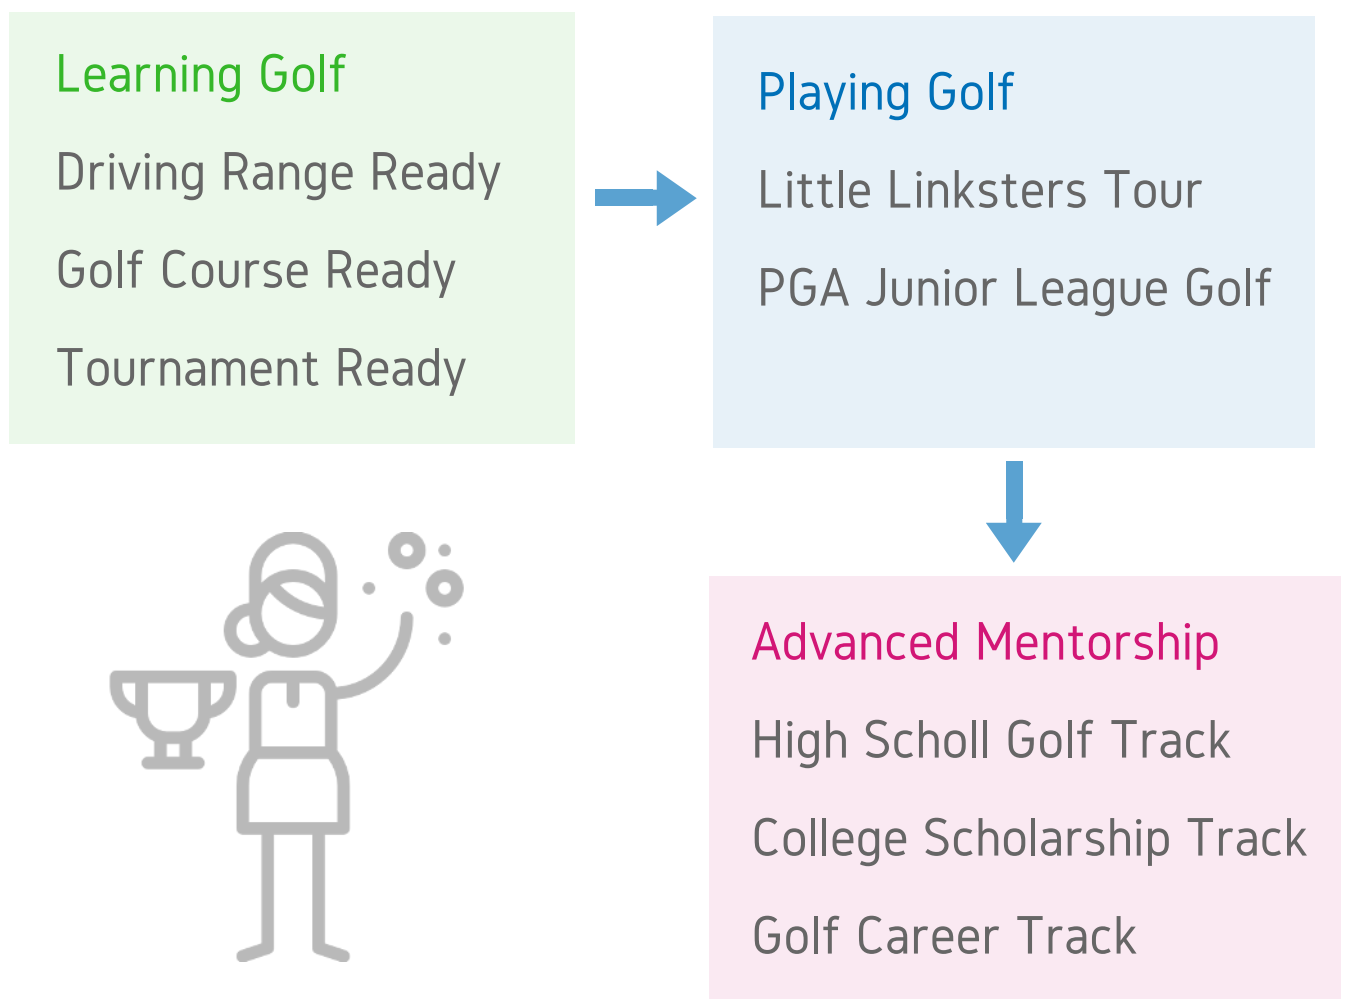 Learning Golf
Driving Range Ready
Golf Course Ready
Tournament Ready
Playing Golf
Little Linksters Tour
PGA Junior League Golf
Advanced Mentorship
High Scholl Golf Track
College Scholarship Track
Golf Career Track